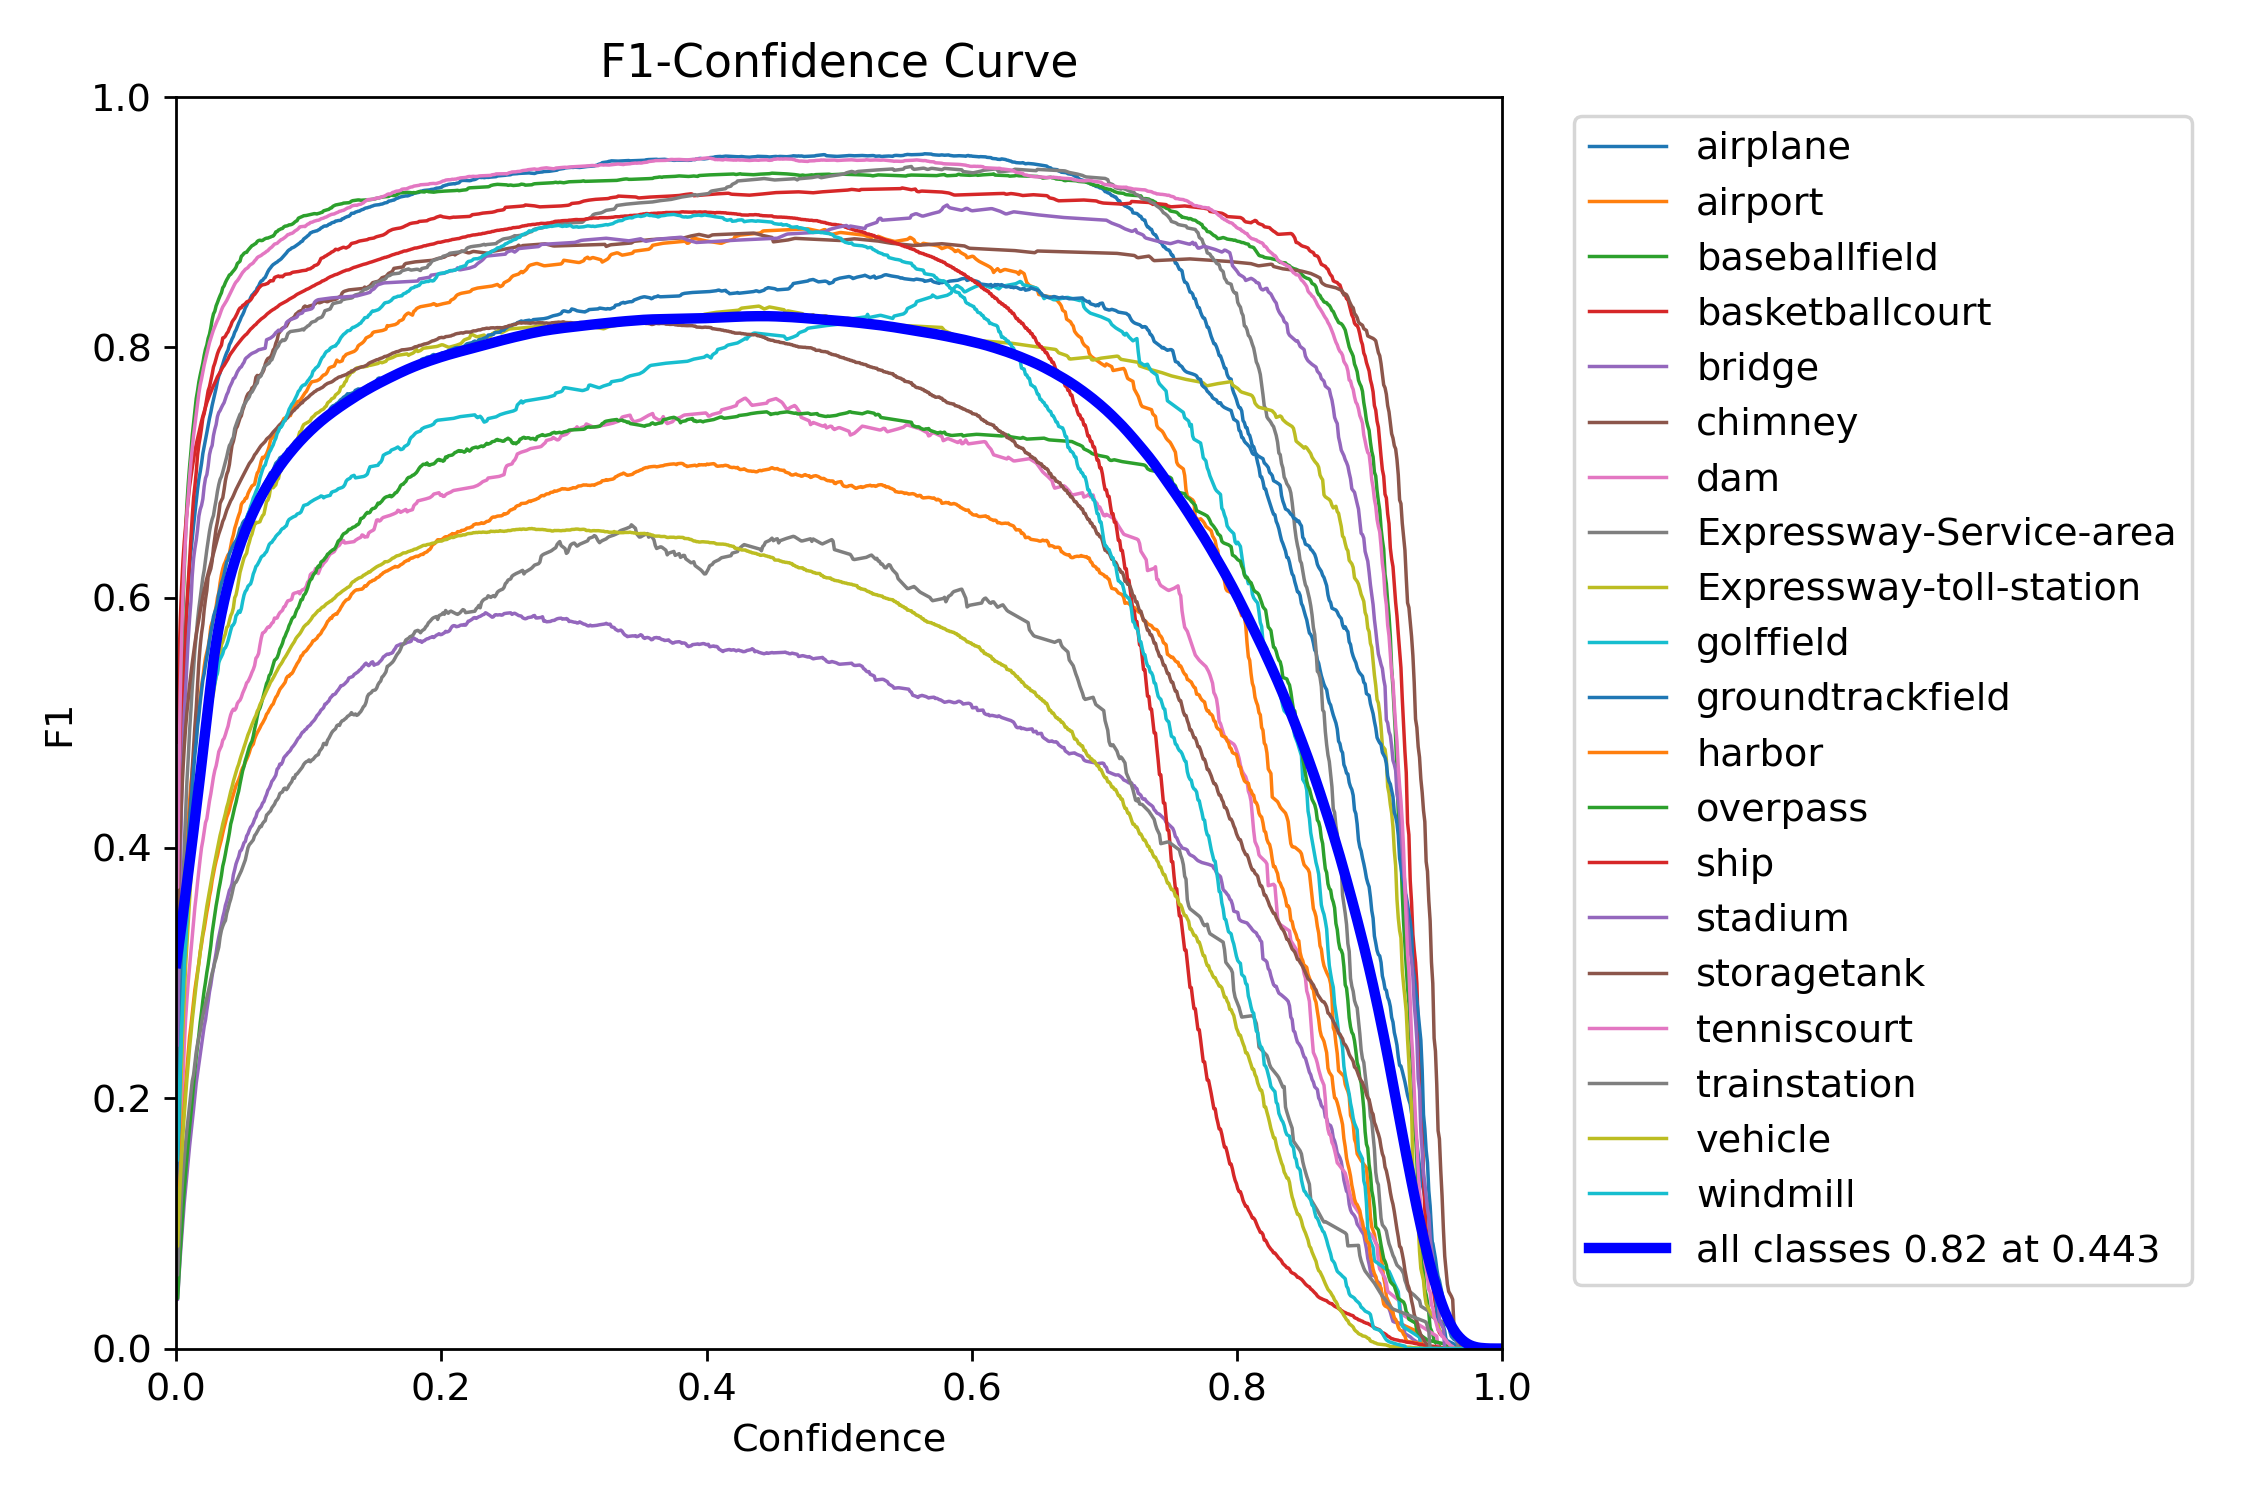 F1-Confidence Curve
1.0
0.8
0.6
0.4
0.2
0.0
F1
0.0 0.2 0.4 0.6 0.8 1.0
Confidence
airplane
airport
baseballfield
basketballcourt
bridge
chimney
dam
Expressway-Service-area
Expressway-toll-station
golffield
groundtrackfield
harbor
overpass
ship
stadium
storagetank
tenniscourt
trainstation
vehicle
windmill
all classes 0.82 at 0.443